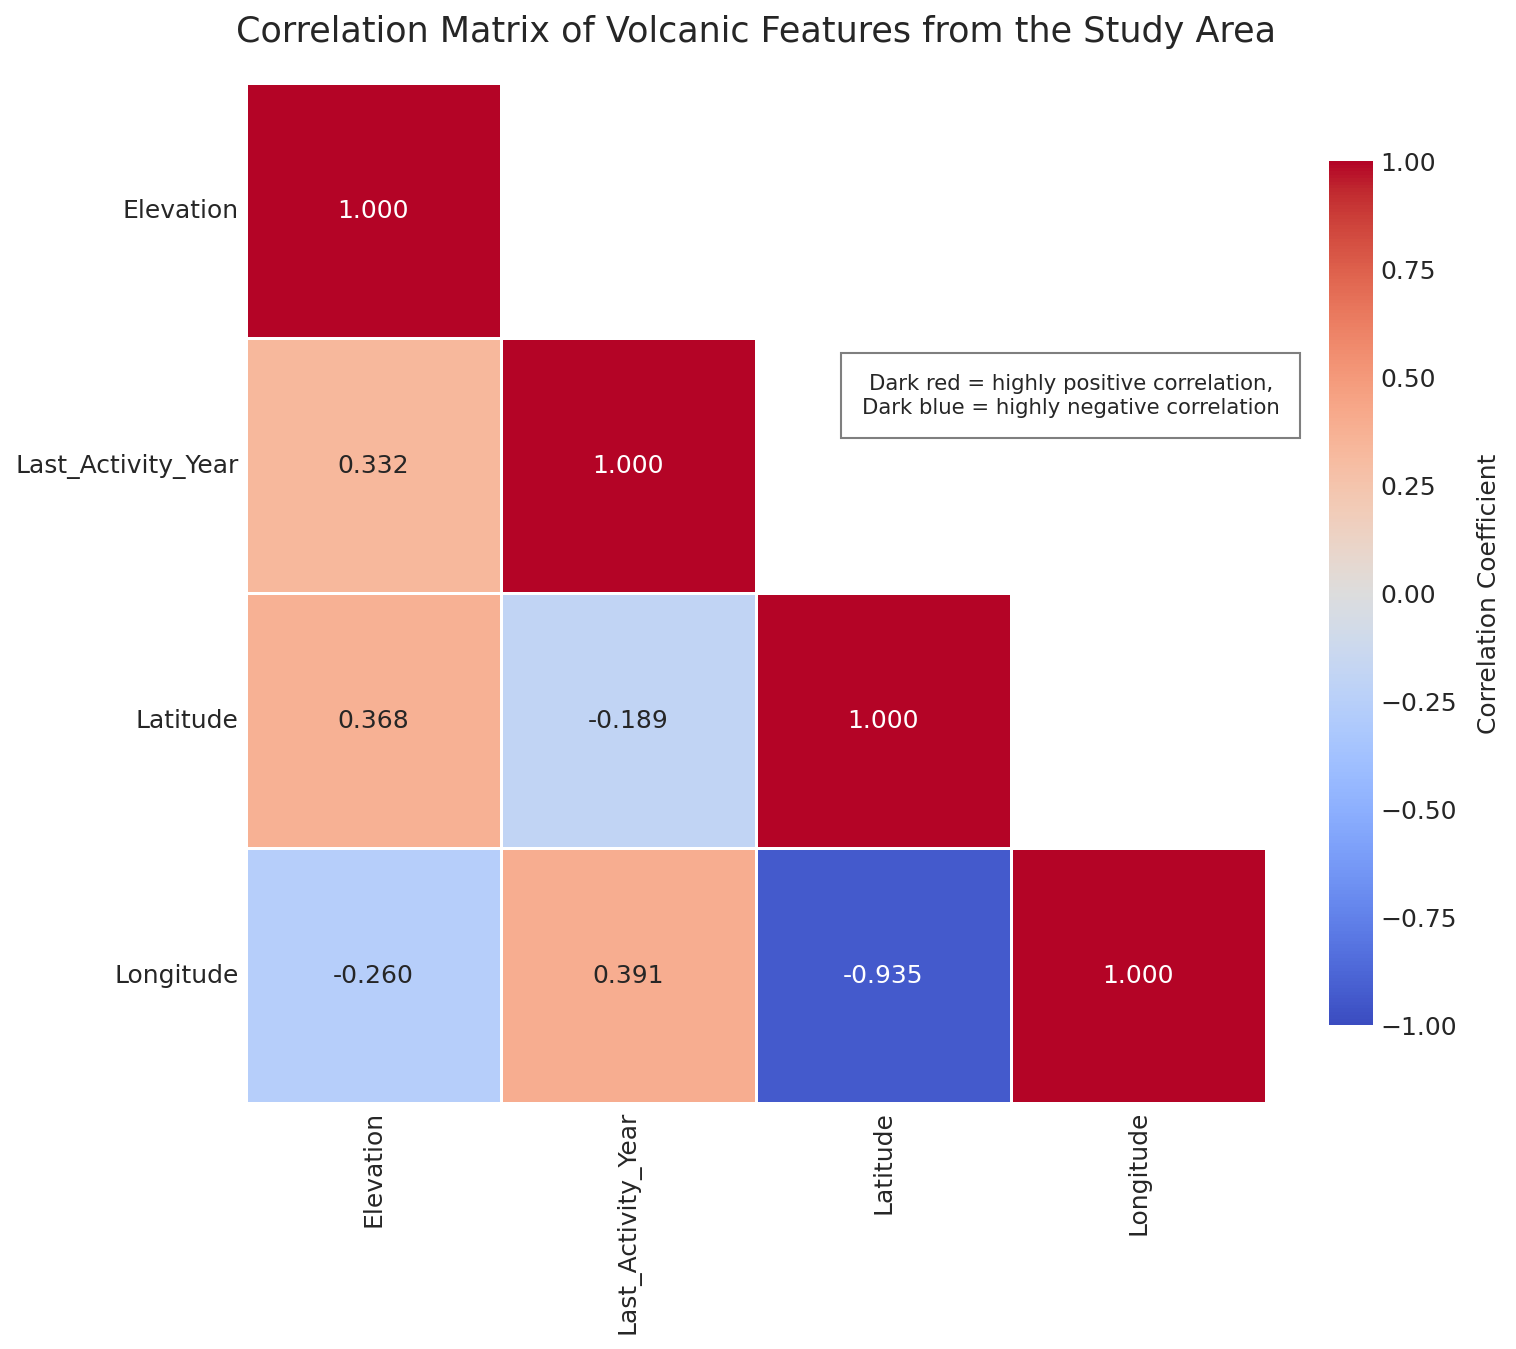 Correlation Matrix of Volcanic Features from the Study Area
Elevation
1.000
Last_Activity_Year
0.332
1.000
Latitude
0.368
-0.189
1.000
Longitude
-0.260
0.391
-0.935
1.000
Elevation
Last_Activity_Year
Latitude
Longitude
Dark red = highly positive correlation,
Dark blue = highly negative correlation
1.00
0.75
0.50
0.25
0.00
−0.25
−0.50
−0.75
−1.00
Correlation Coefficient